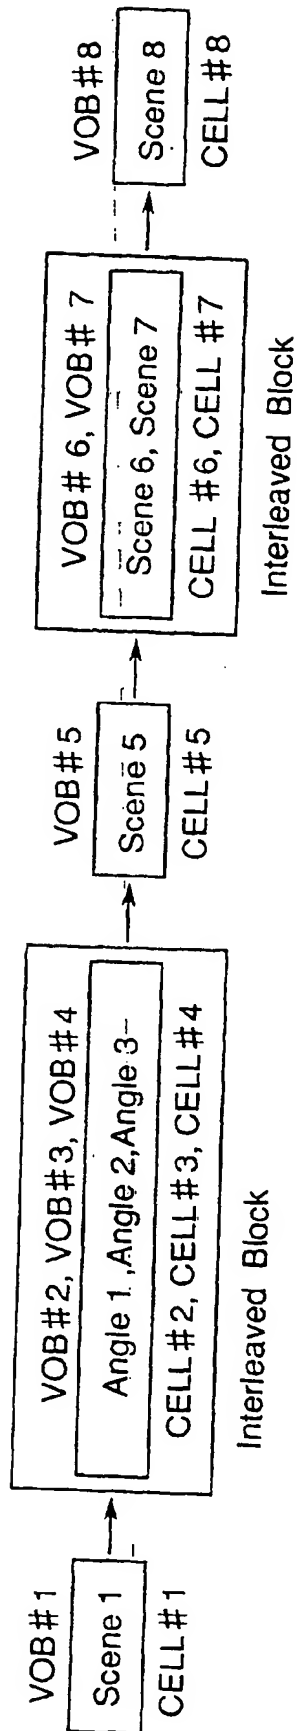 VOB#1
Scene 1
CELL#1
VOB#2, VOB#3, VOB#4
Angle 1 ,Angle 2,Angle 3
CELL#2, CELL#3, CELL#4
Interleaved Block
VOB#5
Scene 5
CELL#5
VOB# 6, VOB# 7
Scene 6, Scene 7
CELL #6, CELL #7
Interleaved Block
VOB#8
Scene 8
CELL#8